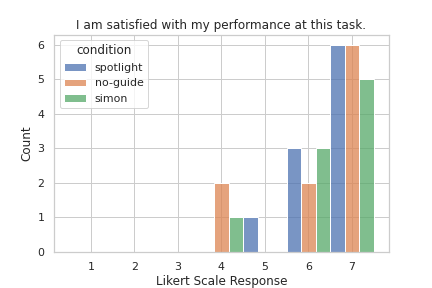 I am satisfied with my performance at this task.
6
5
4
3
2
1
0
Count
condition
spotlight
no-guide
simon
1 2 3 4 5 6 7
Likert Scale Response